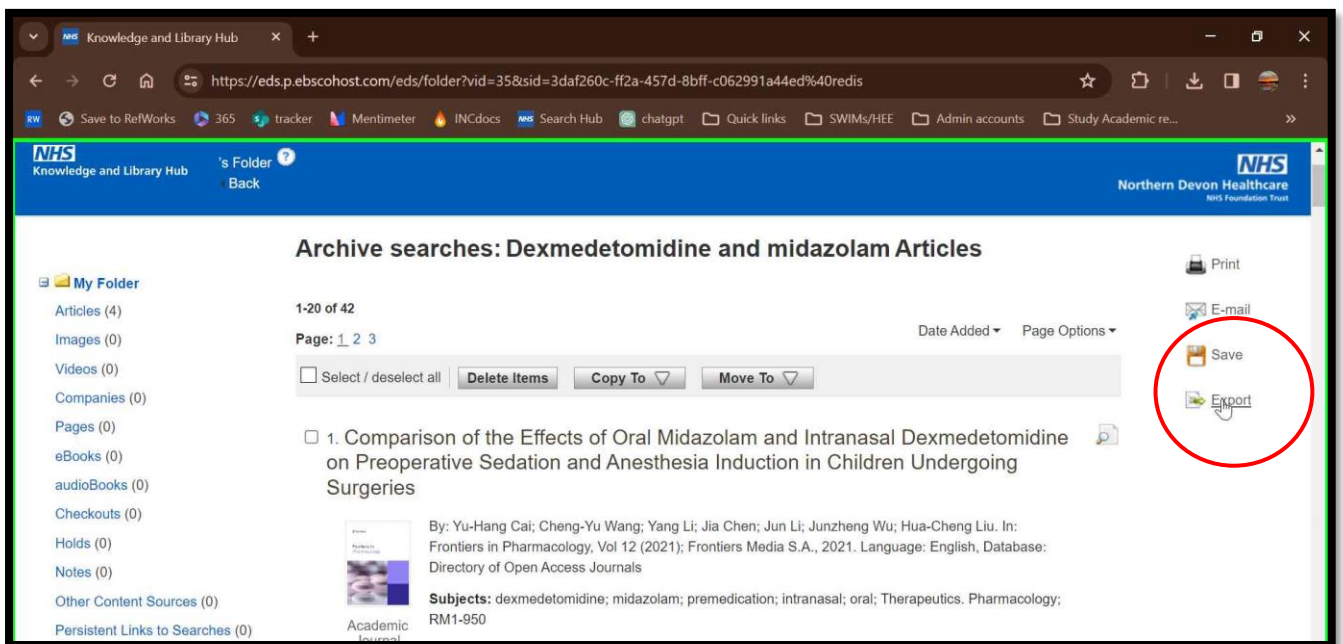 NHS Knowledge and Library Hub
https://eds.p.ebscohost.com/eds/folder?vid=35&sid=3daf260c-ff2a-457d-8bff-c062991a44ed%40redis
RW Save to RefWorks 365 tracker Mentimeter INCdocs NHS Search Hub chatgpt Quick links SWIMs/HEE Admin accounts Study Academic re... »
NHS
Knowledge and Library Hub
's Folder ?
Back
NHS
Northern Devon Healthcare
NHS Foundation Trust
My Folder
Articles (4)
Images (0)
Videos (0)
Companies (0)
Pages (0)
eBooks (0)
audioBooks (0)
Checkouts (0)
Holds (0)
Notes (0)
Other Content Sources (0)
Persistent Links to Searches (0)
Archive searches: Dexmedetomidine and midazolam Articles
1-20 of 42
Page: 1 2 3
Date Added Page Options
Select / deselect all Delete Items Copy To Move To
1. Comparison of the Effects of Oral Midazolam and Intranasal Dexmedetomidine
on Preoperative Sedation and Anesthesia Induction in Children Undergoing
Surgeries
By: Yu-Hang Cai; Cheng-Yu Wang; Yang Li; Jia Chen; Jun Li; Junzheng Wu; Hua-Cheng Liu. In:
Frontiers in Pharmacology, Vol 12 (2021); Frontiers Media S.A., 2021. Language: English, Database:
Directory of Open Access Journals
Subjects: dexmedetomidine; midazolam; premedication; intranasal; oral; Therapeutics. Pharmacology;
RM1-950
Academic
Journal
Print
E-mail
Save
Export